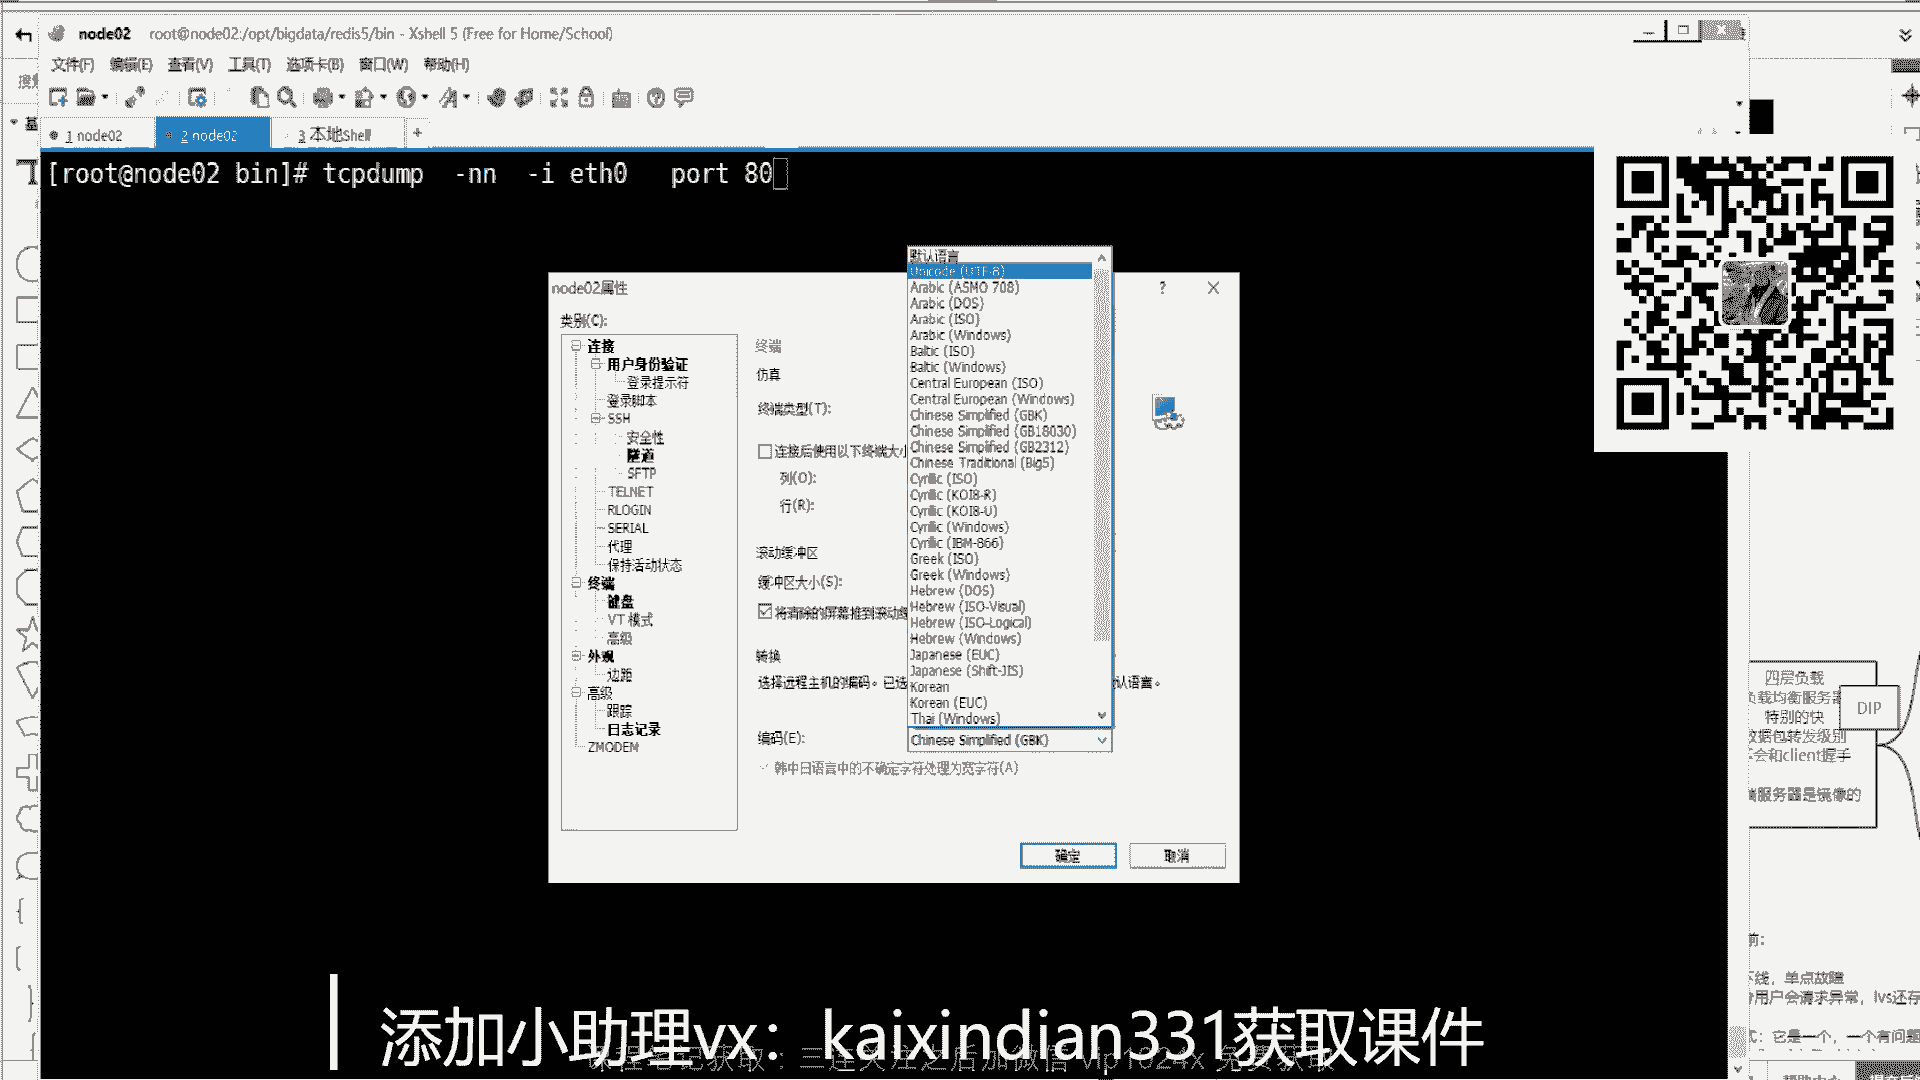 node02 root@node02:/opt/bigdata/redis5/bin - Xshell 5 (Free for Home/School)
文件(F) 编辑(E) 查看(V) 工具(T) 选项卡(B) 窗口(W) 帮助(H)
1 node02
2 node02
3 本地Shell
+
[root@node02 bin]# tcpdump -nn -i eth0 port 80
node02属性
类别(C):
连接
用户身份验证
登录提示符
登录脚本
SSH
安全性
隧道
SFTP
TELNET
RLOGIN
SERIAL
代理
保持活动状态
终端
键盘
VT 模式
高级
外观
边距
高级
跟踪
日志记录
ZMODEM
终端
仿真
终端类型(T):
连接后使用以下终端大小
列(O):
行(R):
滚动缓冲区
缓冲区大小(S):
将清除的屏幕推到滚动缓
转换
选择远程主机的编码。已选
默认语言。
编码(E):
默认语言
Unicode (UTF-8)
Arabic (ASMO 708)
Arabic (DOS)
Arabic (ISO)
Arabic (Windows)
Baltic (ISO)
Baltic (Windows)
Central European (ISO)
Central European (Windows)
Chinese Simplified (GBK)
Chinese Simplified (GB18030)
Chinese Simplified (GB2312)
Chinese Traditional (Big5)
Cyrillic (ISO)
Cyrillic (KOI8-R)
Cyrillic (KOI8-U)
Cyrillic (Windows)
Cyrillic (IBM-866)
Greek (ISO)
Greek (Windows)
Hebrew (DOS)
Hebrew (ISO-Visual)
Hebrew (ISO-Logical)
Hebrew (Windows)
Japanese (EUC)
Japanese (Shift-JIS)
Korean
Korean (EUC)
Thai (Windows)
Chinese Simplified (GBK)
韩中日语言中的不确定字符处理为宽字符(A)
确定
取消
四层负载
负载均衡服务器
特别的快
数据包转发级别
不会和client握手
端服务器是镜像的
DIP
前:
下线，单点故障
用户会请求异常，lvs还存
式：它是一个，一个有问题
添加小助理vx：kaixindian331获取课件